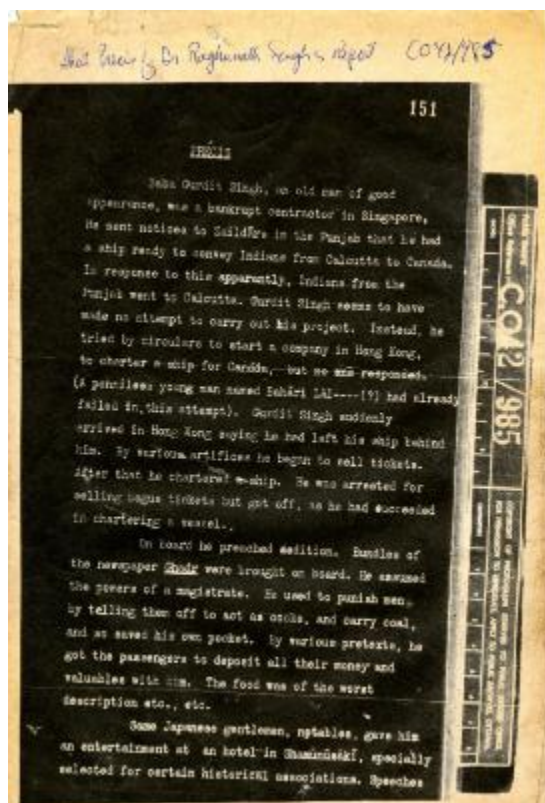 Dr Raghunath Singh's report CO 42/985
151
PRECIS
Baba Gurdit Singh, an old man of good
appearance, was a bankrupt contractor in Singapore.
He sent notices to Zaildārs in the Punjab that he had
a ship ready to convey Indians from Calcutta to Canada.
In response to this apparently, Indians from the
Punjab went to Calcutta. Gurdit Singh seems to have
made no attempt to carry out his project. Instead, he
tried by circulars to start a company in Hong Kong,
to charter a ship for Canada, but no one responded.
(A penniless young man named Behāri LAl----(?) had already
failed in this attempt). Gurdit Singh suddenly
arrived in Hong Kong saying he had left his ship behind
him. By various artifices he began to sell tickets.
After that he chartered a ship. He was arrested for
selling bogus tickets but got off, as he had succeeded
in chartering a vessel.
On board he preached sedition. Bundles of
the newspaper Ghadr were brought on board. He assumed
the powers of a magistrate. He used to punish men,
by telling them off to act as cooks, and carry coal,
and so saved his own pocket. By various pretexts, he
got the passengers to deposit all their money and
valuables with him. The food was of the worst
description etc., etc.
Some Japanese gentlemen, notables, gave him
an entertainment at an hotel in specially
selected for certain historical associations. Speeches
C.O. 42/985